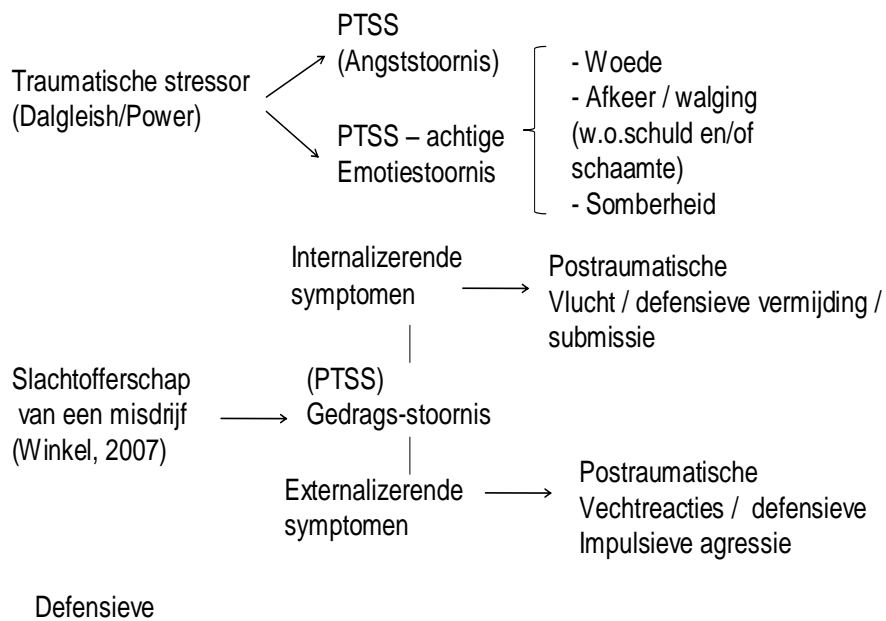 PTSS
(Angststoornis)
Traumatische stressor
(Dalgleish/Power)
PTSS – achtige
Emotiestoornis
- Woede
- Afkeer / walging
(w.o.schuld en/of
schaamte)
- Somberheid
Internalizerende
symptomen
Postraumatische
Vlucht / defensieve vermijding /
submissie
Slachtofferschap
van een misdrijf
(Winkel, 2007)
(PTSS)
Gedrags-stoornis
Externalizerende
symptomen
Postraumatische
Vechtreacties / defensieve
Impulsieve agressie
Defensieve